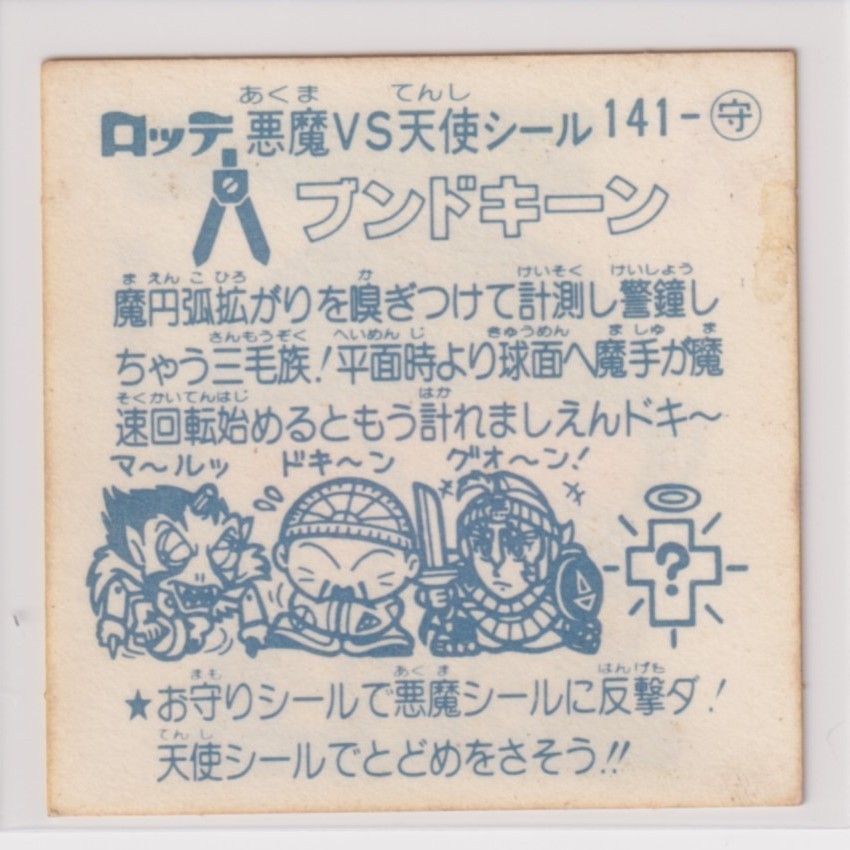 あくま てんし
ロッテ 悪魔VS天使シール 141-守
ブンドキーン
ま えんこ ひろ か けいそく けいしょう
魔円弧拡がりを嗅ぎつけて計測し警鐘し
さんもうぞく へいめんじ きゅうめん ましゅ ま
ちゃう三毛族!平面時より球面へ魔手が魔
そくかいてんはじ はか
速回転始めるともう計れましえんドキ〜
マ〜ルッ ドキ〜ン グオ〜ン!
?
まも あくま はんげき
★お守りシールで悪魔シールに反撃ダ!
てんし
天使シールでとどめをさそう!!